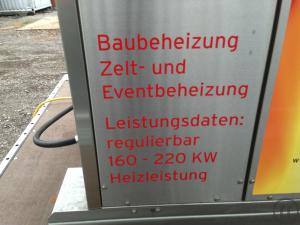 Baubeheizung
Zelt- und
Eventbeheizung
Leistungsdaten:
regulierbar
160 - 220 KW
Heizleistung